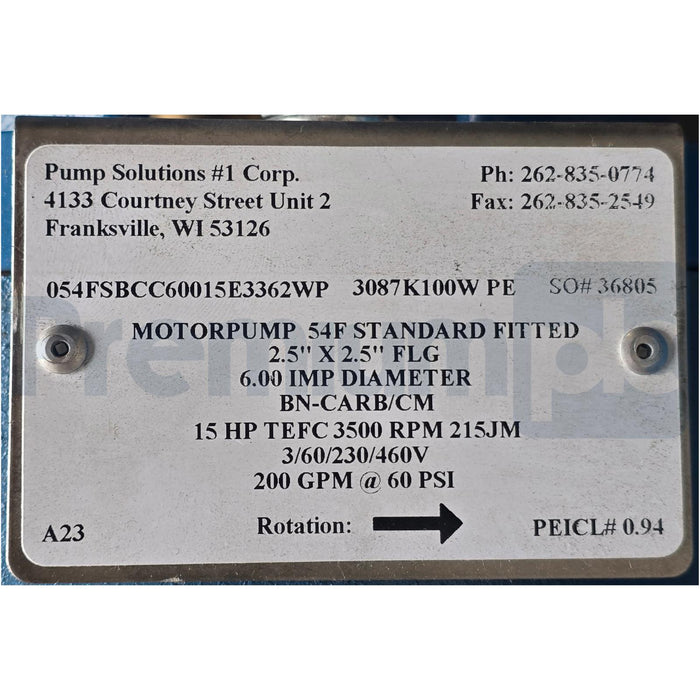 Pump Solutions #1 Corp. Ph: 262-835-0774
4133 Courtney Street Unit 2 Fax: 262-835-2549
Franksville, WI 53126
054FSBCC60015E3362WP 3087K100W PE SO# 36805
MOTORPUMP 54F STANDARD FITTED
2.5" X 2.5" FLG
6.00 IMP DIAMETER
BN-CARB/CM
15 HP TEFC 3500 RPM 215JM
3/60/230/460V
200 GPM @ 60 PSI
A23 Rotation: PEICL# 0.94
Premium pb